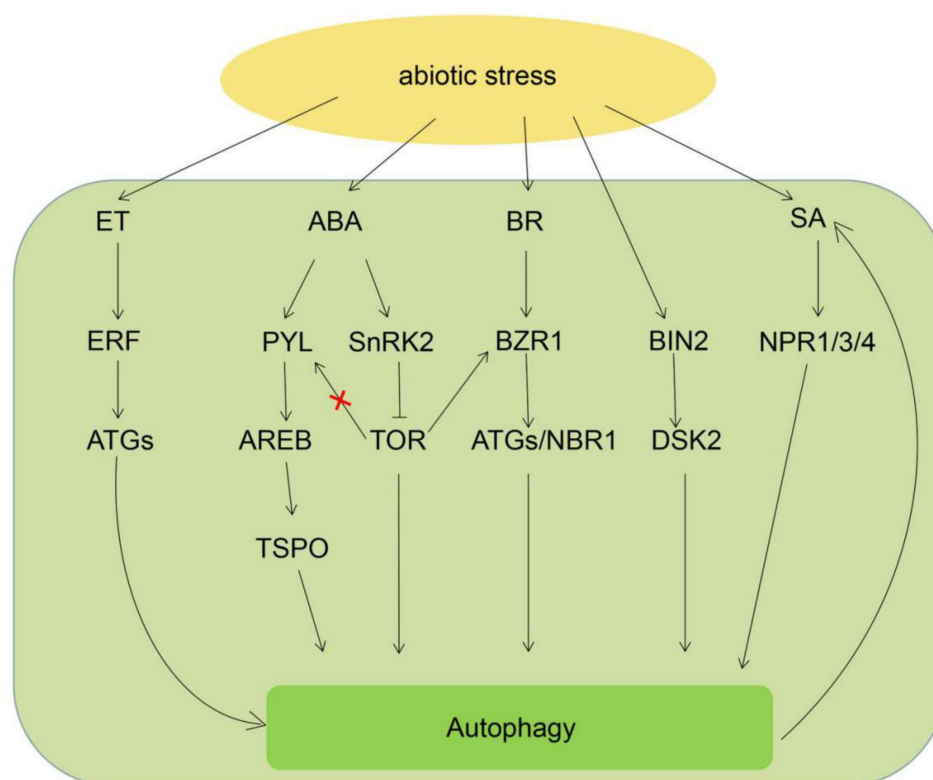 abiotic stress
ET ABA BR SA
ERF PYL SnRK2 BZR1 BIN2 NPR1/3/4
ATGs AREB TOR ATGs/NBR1 DSK2
TSPO
Autophagy